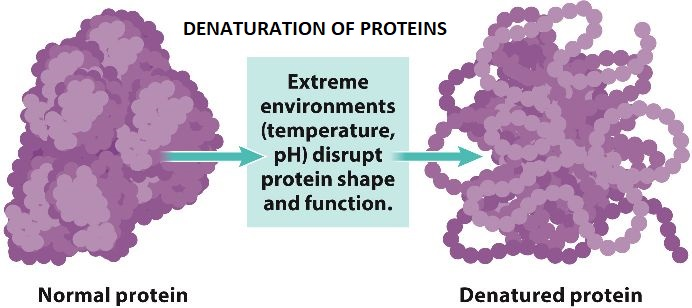 DENATURATION OF PROTEINS
Extreme
environments
(temperature,
pH) disrupt
protein shape
and function.
Normal protein
Denatured protein